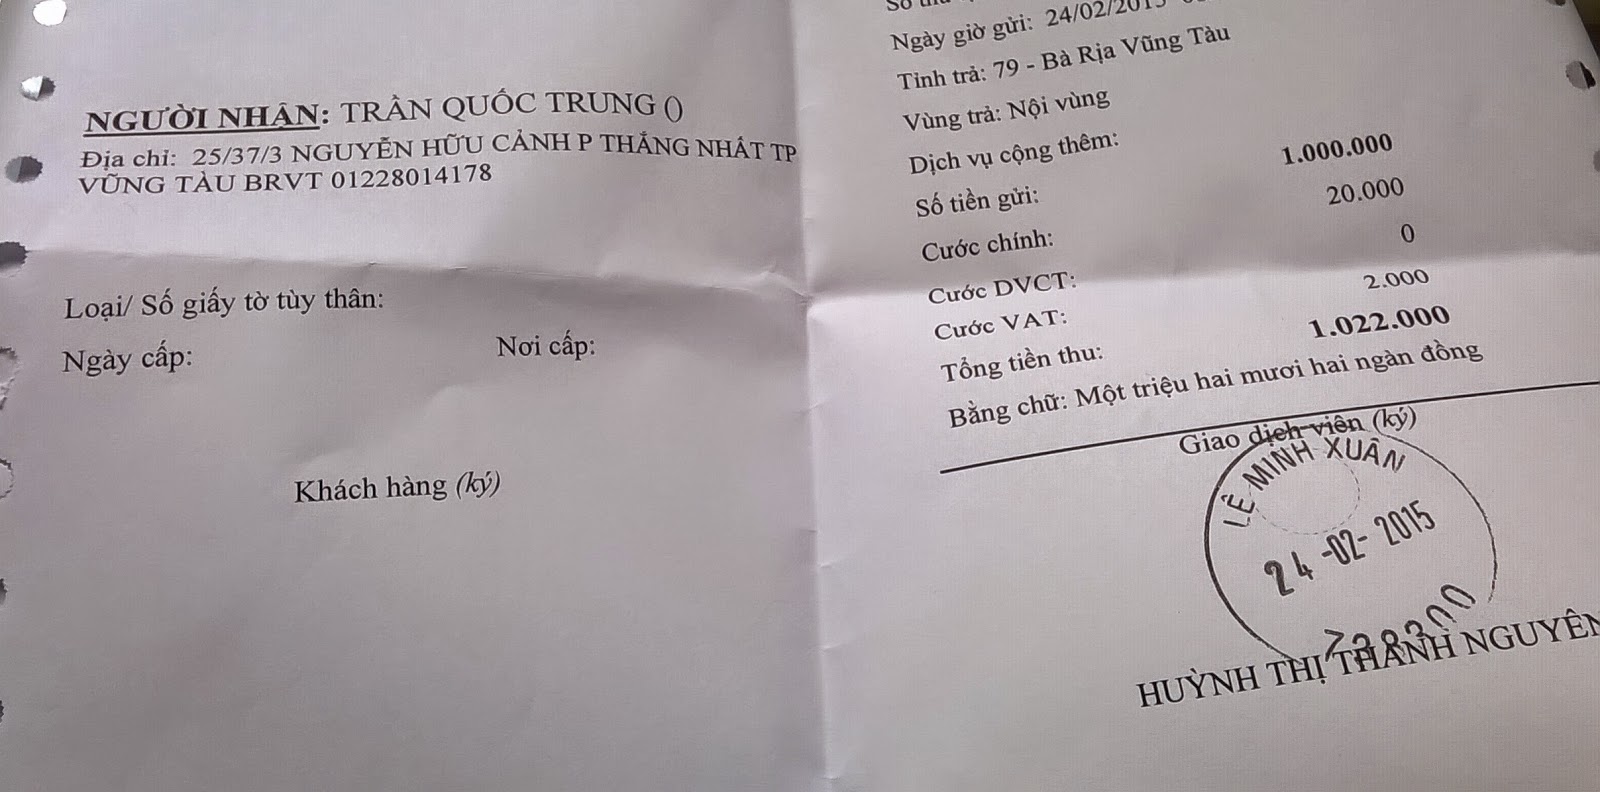 NGƯỜI NHẬN: TRẦN QUỐC TRUNG ()
Địa chỉ: 25/37/3 NGUYỄN HỮU CẢNH P THẮNG NHẤT TP
VŨNG TÀU BRVT 01228014178
Loại/ Số giấy tờ tùy thân:
Ngày cấp: Nơi cấp:
Khách hàng (ký)
Ngày giờ gửi: 24/02/2015
Tỉnh trả: 79 - Bà Rịa Vũng Tàu
Vùng trả: Nội vùng
Dịch vụ cộng thêm:
Số tiền gửi: 1.000.000
Cước chính: 20.000
Cước DVCT: 0
Cước VAT: 2.000
Tổng tiền thu: 1.022.000
Bằng chữ: Một triệu hai mươi hai ngàn đồng
Giao dịch viên (ký)
LÊ MINH XUÂN
24-02-2015
738300
HUỲNH THỊ THANH NGUYÊN